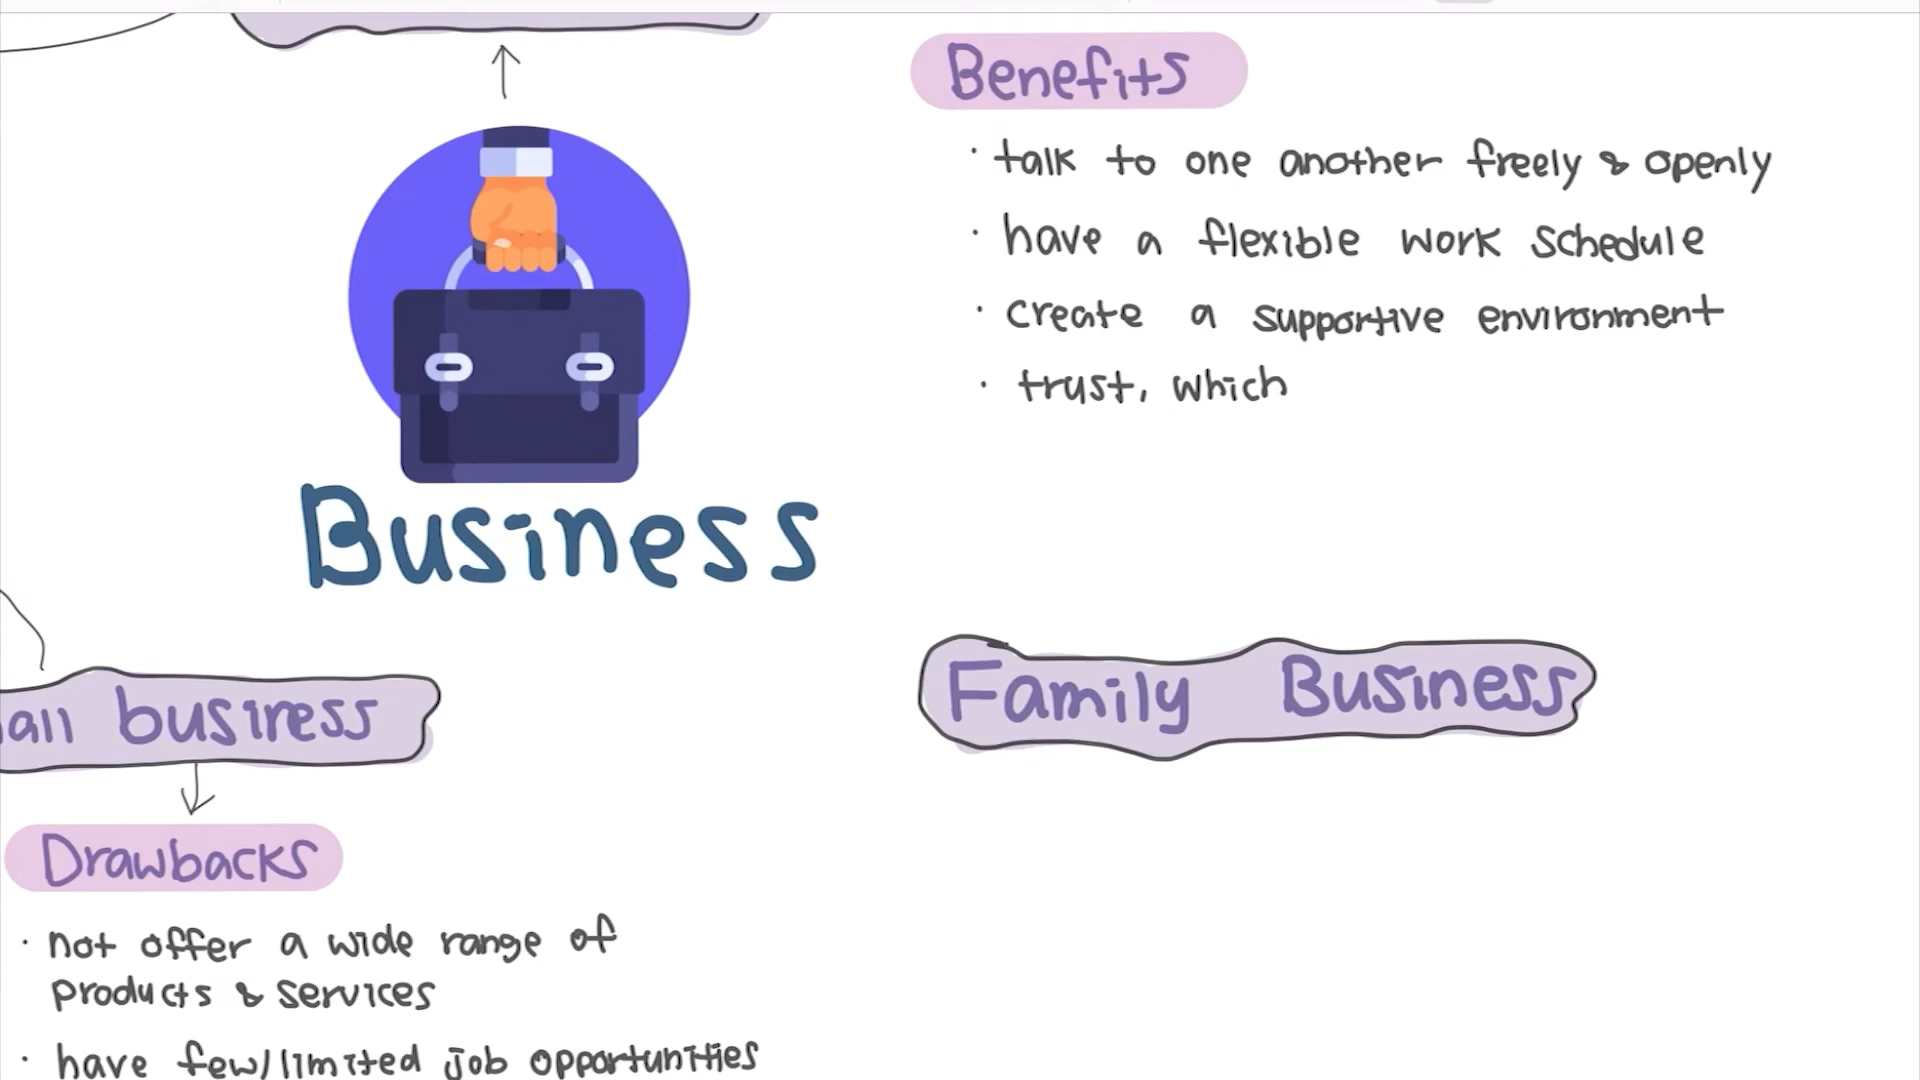 Benefits
· talk to one another freely & openly
· have a flexible work schedule
· create a supportive environment
· trust, which
Business
Family Business
all business
Drawbacks
· not offer a wide range of
products & services
· have few/limited job opportunities